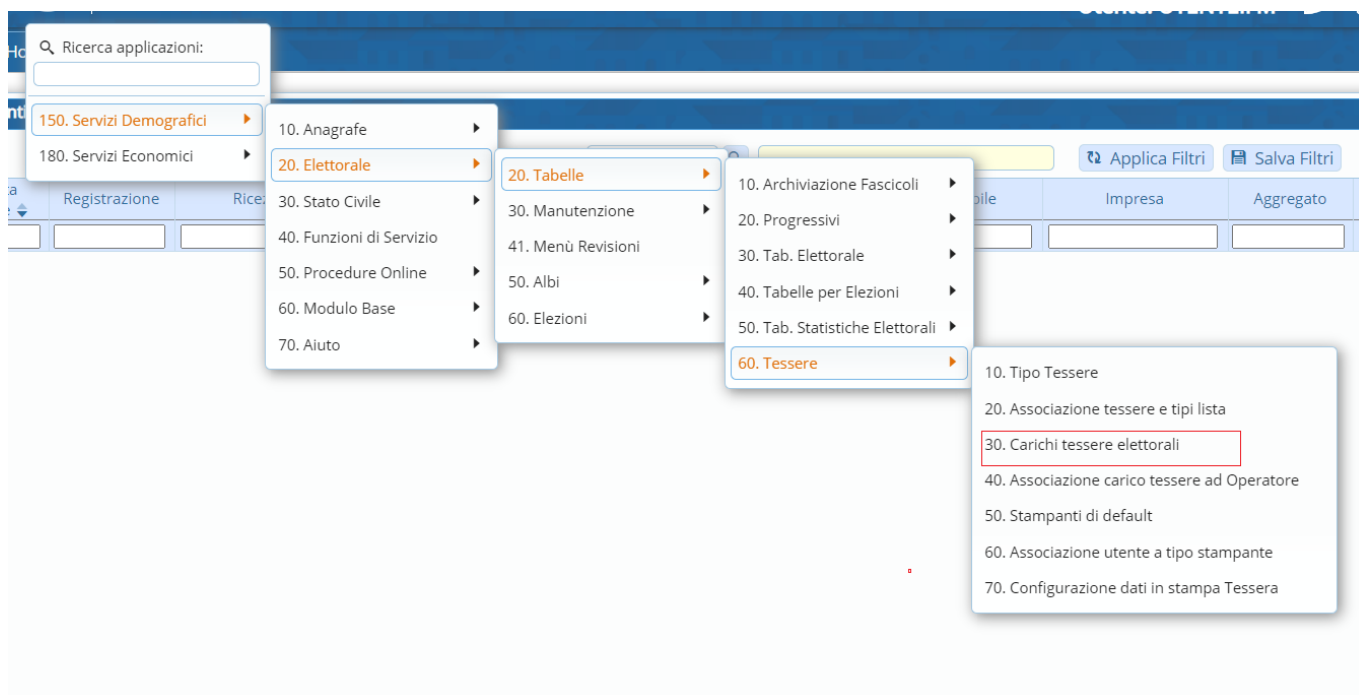 Ho
Ricerca applicazioni:
nti
150. Servizi Demografici
180. Servizi Economici
10. Anagrafe
20. Elettorale
30. Stato Civile
40. Funzioni di Servizio
50. Procedure Online
60. Modulo Base
70. Aiuto
20. Tabelle
30. Manutenzione
41. Menù Revisioni
50. Albi
60. Elezioni
10. Archiviazione Fascicoli
20. Progressivi
30. Tab. Elettorale
40. Tabelle per Elezioni
50. Tab. Statistiche Elettorali
60. Tessere
10. Tipo Tessere
20. Associazione tessere e tipi lista
30. Carichi tessere elettorali
40. Associazione carico tessere ad Operatore
50. Stampanti di default
60. Associazione utente a tipo stampante
70. Configurazione dati in stampa Tessera
Applica Filtri Salva Filtri
Registrazione Rice Impresa Aggregato